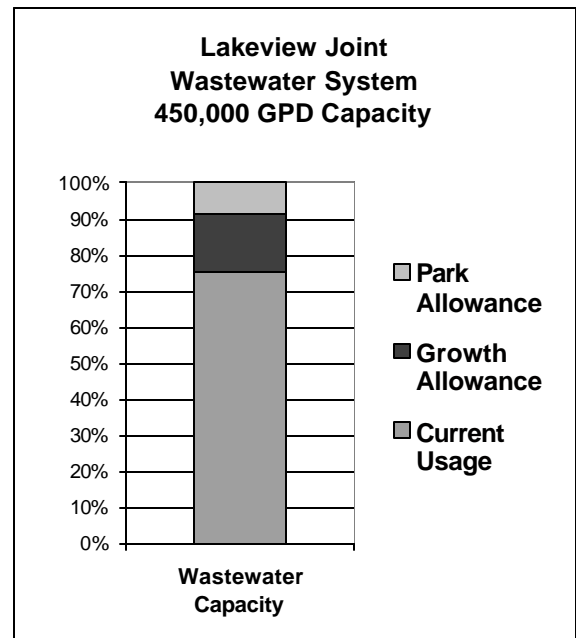 Lakeview Joint
Wastewater System
450,000 GPD Capacity
100%
90%
80%
70%
60%
50%
40%
30%
20%
10%
0%
Wastewater
Capacity
Park
Allowance
Growth
Allowance
Current
Usage